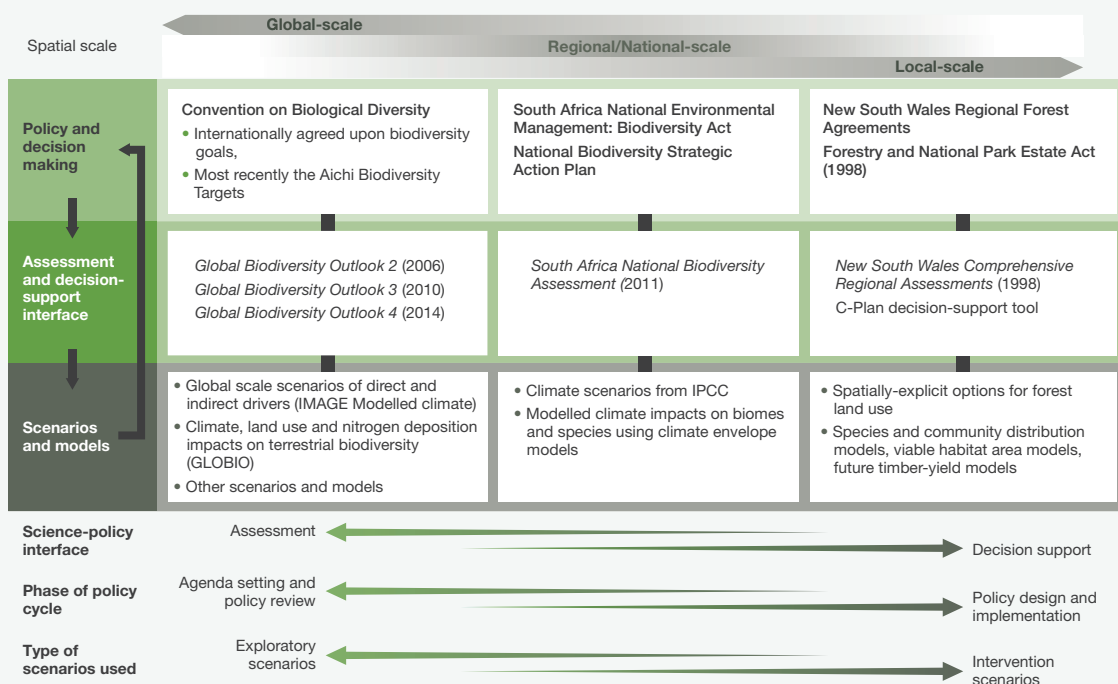 Global-scale
Spatial scale
Regional/National-scale
Local-scale
Policy and
decision
making
Convention on Biological Diversity
• Internationally agreed upon biodiversity
goals,
• Most recently the Aichi Biodiversity
Targets
South Africa National Environmental
Management: Biodiversity Act
National Biodiversity Strategic
Action Plan
New South Wales Regional Forest
Agreements
Forestry and National Park Estate Act
(1998)
Assessment
and decision-
support
interface
Global Biodiversity Outlook 2 (2006)
Global Biodiversity Outlook 3 (2010)
Global Biodiversity Outlook 4 (2014)
South Africa National Biodiversity
Assessment (2011)
New South Wales Comprehensive
Regional Assessments (1998)
C-Plan decision-support tool
Scenarios
and models
• Global scale scenarios of direct and
indirect drivers (IMAGE Modelled climate)
• Climate, land use and nitrogen deposition
impacts on terrestrial biodiversity
(GLOBIO)
• Other scenarios and models
• Climate scenarios from IPCC
• Modelled climate impacts on biomes
and species using climate envelope
models
• Spatially-explicit options for forest
land use
• Species and community distribution
models, viable habitat area models,
future timber-yield models
Science-policy
interface
Assessment
Decision support
Phase of policy
cycle
Agenda setting and
policy review
Policy design and
implementation
Type of
scenarios used
Exploratory
scenarios
Intervention
scenarios